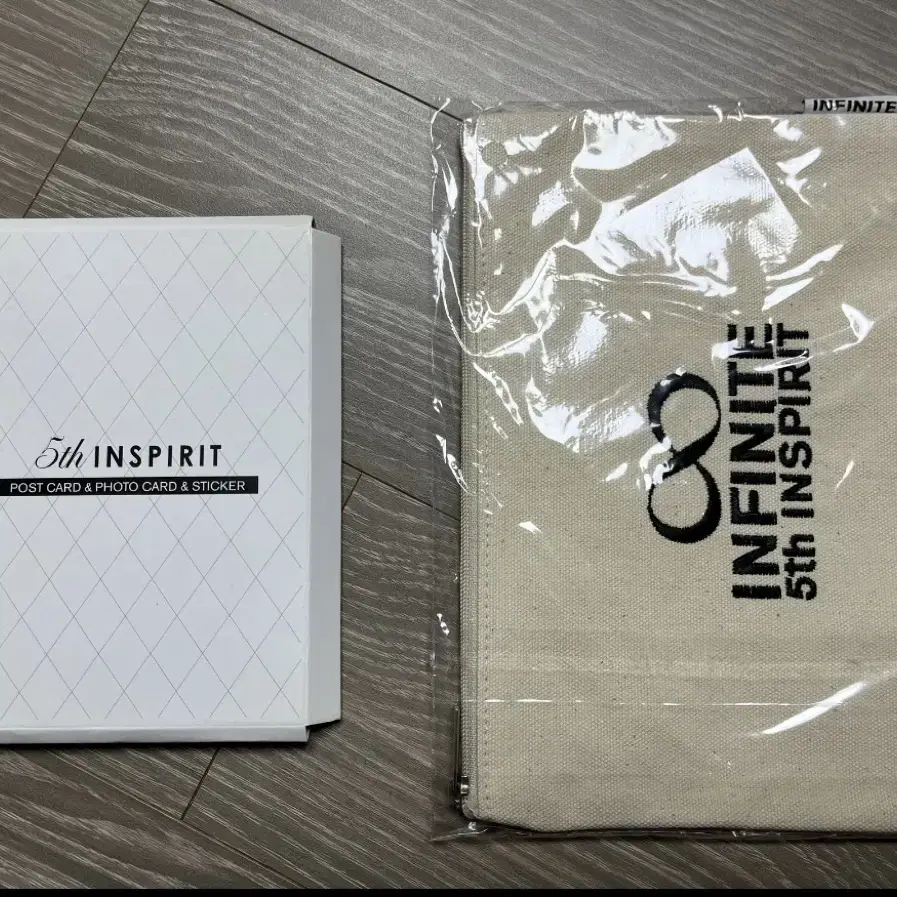 5th INSPIRIT
POST CARD & PHOTO CARD & STICKER
INFINITE
INFINITE
5th INSPIRIT